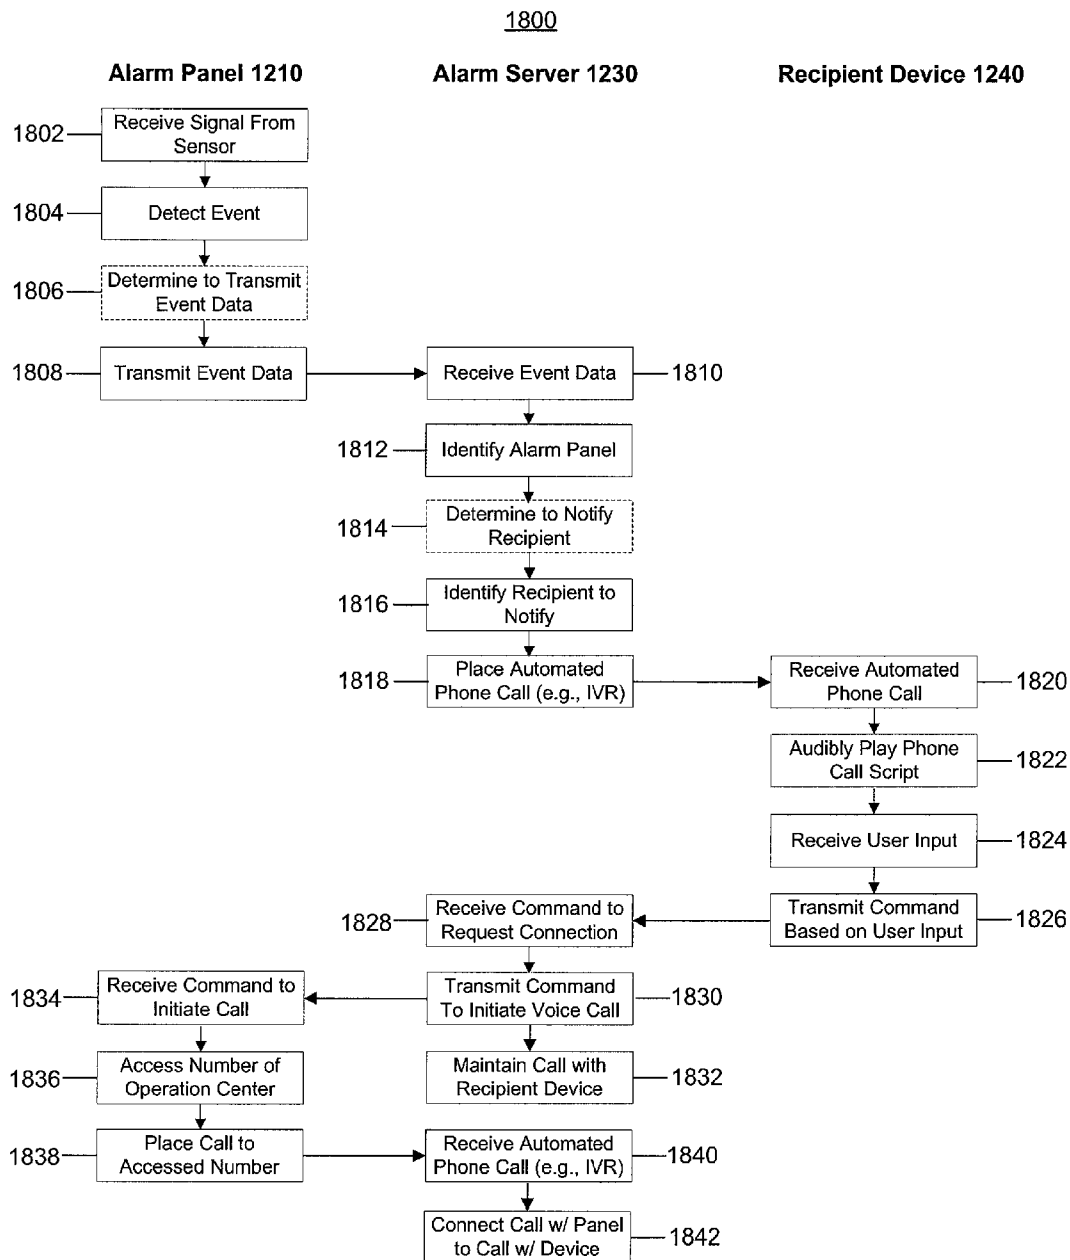 1800
Alarm Panel 1210
Alarm Server 1230
Recipient Device 1240
1802
Receive Signal From
Sensor
1804
Detect Event
1806
Determine to Transmit
Event Data
1808
Transmit Event Data
Receive Event Data
1810
1812
Identify Alarm Panel
1814
Determine to Notify
Recipient
1816
Identify Recipient to
Notify
1818
Place Automated
Phone Call (e.g., IVR)
Receive Automated
Phone Call
1820
Audibly Play Phone
Call Script
1822
Receive User Input
1824
Transmit Command
Based on User Input
1826
1828
Receive Command to
Request Connection
1834
Receive Command to
Initiate Call
Transmit Command
To Initiate Voice Call
1830
1836
Access Number of
Operation Center
Maintain Call with
Recipient Device
1832
1838
Place Call to
Accessed Number
Receive Automated
Phone Call (e.g., IVR)
1840
Connect Call w/ Panel
to Call w/ Device
1842